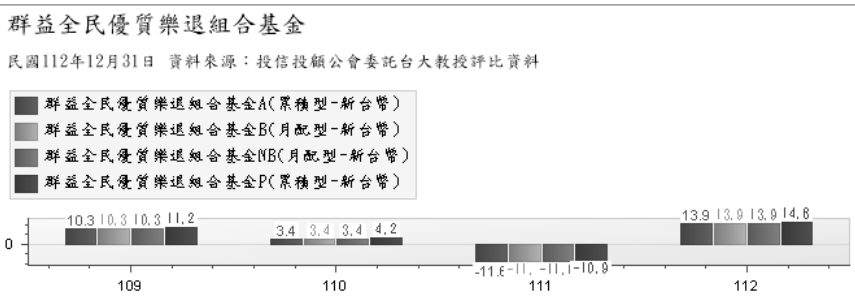 群益全民優質樂退組合基金
民國112年12月31日 資料來源：投信投顧公會委託台大教授評比資料
群益全民優質樂退組合基金A(累積型-新台幣)
群益全民優質樂退組合基金B(月配型-新台幣)
群益全民優質樂退組合基金NB(月配型-新台幣)
群益全民優質樂退組合基金P(累積型-新台幣)
10.3 10.3 10.3 11.2 3.4 3.4 3.4 4.2 13.9 13.9 13.9 14.8
0
-10.9
109 110 111 112